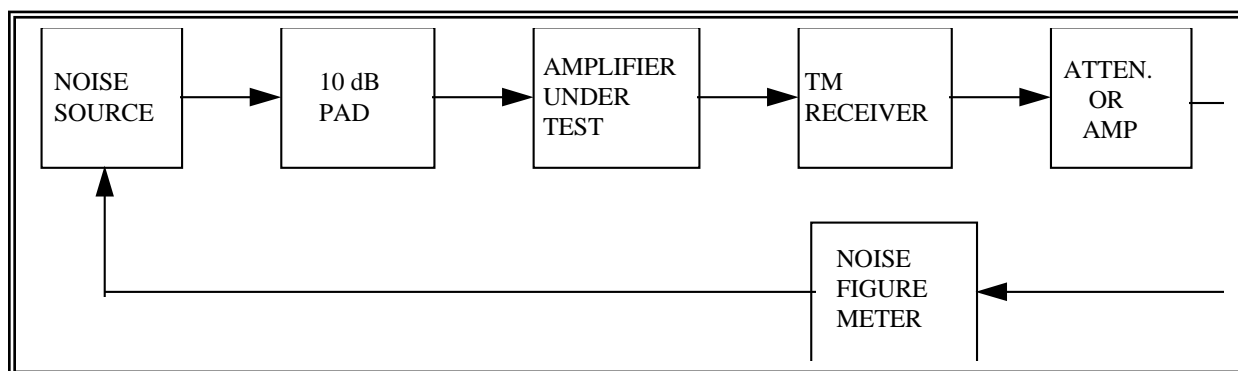 NOISE
SOURCE
10 dB
PAD
AMPLIFIER
UNDER
TEST
TM
RECEIVER
ATTEN.
OR
AMP
NOISE
FIGURE
METER